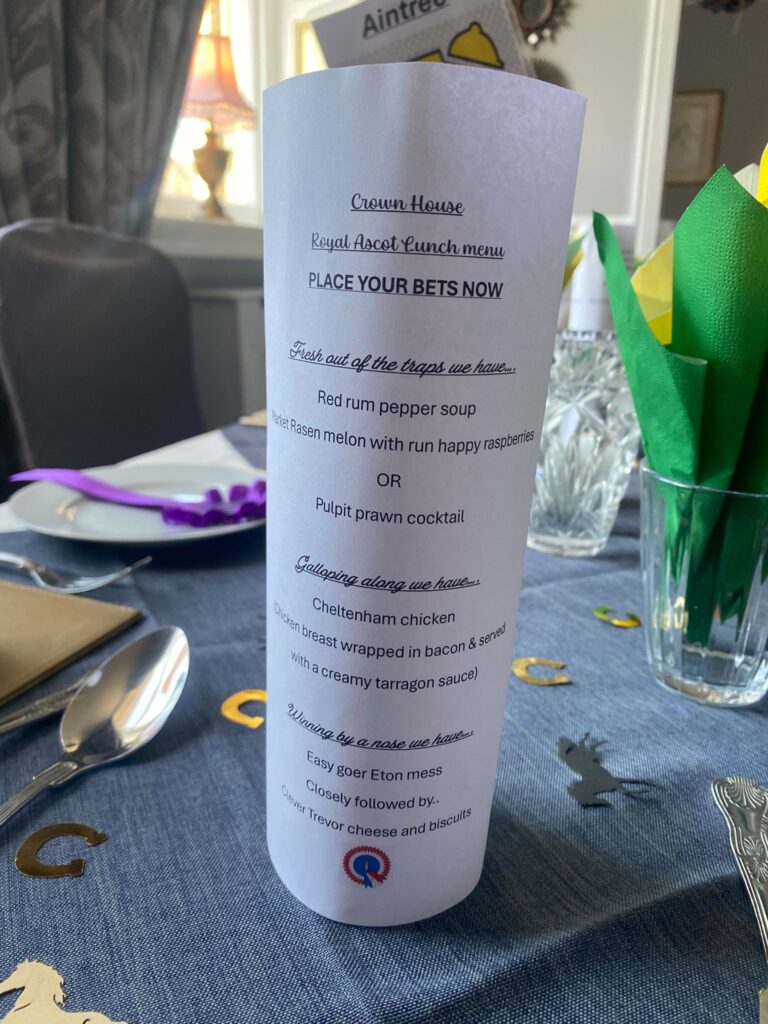 Aintree
Crown House
Royal Ascot Lunch menu
PLACE YOUR BETS NOW
Fresh out of the traps we have....
Red rum pepper soup
Market Rasen melon with run happy raspberries
OR
Pulpit prawn cocktail
Galloping along we have....
Cheltenham chicken
(Chicken breast wrapped in bacon & served
with a creamy tarragon sauce)
Winning by a nose we have....
Easy goer Eton mess
Closely followed by..
Clever Trevor cheese and biscuits